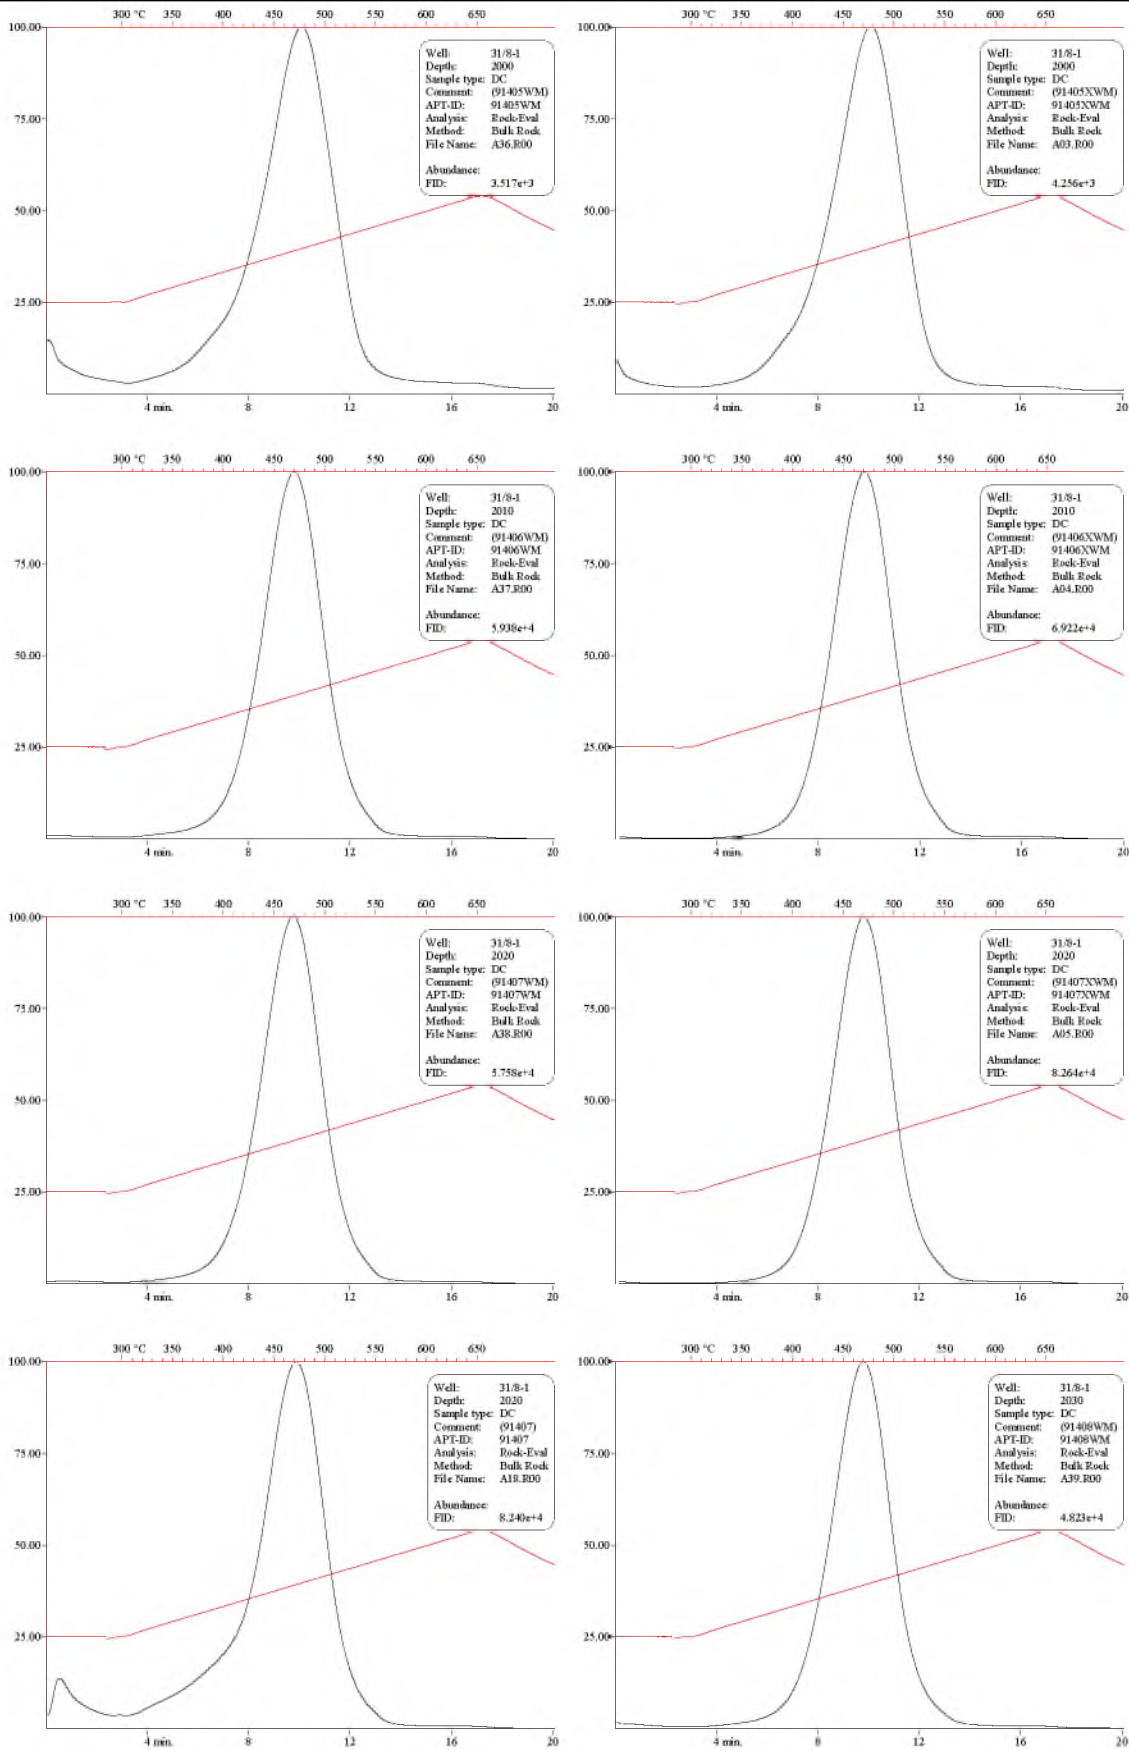 300 °C 350 400 450 500 550 600 650
100.00
75.00
50.00
25.00
4 min. 8 12 16 20
Well: 31/8-1
Depth: 2000
Sample type: DC
Comment: (91405WM)
APT-ID: 91405WM
Analysis: Rock-Eval
Method: Bulk Rock
File Name: A36.R00
Abundance:
FID: 3.517e+3
300 °C 350 400 450 500 550 600 650
100.00
75.00
50.00
25.00
4 min. 8 12 16 20
Well: 31/8-1
Depth: 2000
Sample type: DC
Comment: (91405XWM)
APT-ID: 91405XWM
Analysis: Rock-Eval
Method: Bulk Rock
File Name: A03.R00
Abundance:
FID: 4.256e+3
300 °C 350 400 450 500 550 600 650
100.00
75.00
50.00
25.00
4 min. 8 12 16 20
Well: 31/8-1
Depth: 2010
Sample type: DC
Comment: (91406WM)
APT-ID: 91406WM
Analysis: Rock-Eval
Method: Bulk Rock
File Name: A37.R00
Abundance:
FID: 5.938e+4
300 °C 350 400 450 500 550 600 650
100.00
75.00
50.00
25.00
4 min. 8 12 16 20
Well: 31/8-1
Depth: 2010
Sample type: DC
Comment: (91406XWM)
APT-ID: 91406XWM
Analysis: Rock-Eval
Method: Bulk Rock
File Name: A04.R00
Abundance:
FID: 6.922e+4
300 °C 350 400 450 500 550 600 650
100.00
75.00
50.00
25.00
4 min. 8 12 16 20
Well: 31/8-1
Depth: 2020
Sample type: DC
Comment: (91407WM)
APT-ID: 91407WM
Analysis: Rock-Eval
Method: Bulk Rock
File Name: A38.R00
Abundance:
FID: 5.758e+4
300 °C 350 400 450 500 550 600 650
100.00
75.00
50.00
25.00
4 min. 8 12 16 20
Well: 31/8-1
Depth: 2020
Sample type: DC
Comment: (91407XWM)
APT-ID: 91407XWM
Analysis: Rock-Eval
Method: Bulk Rock
File Name: A05.R00
Abundance:
FID: 8.264e+4
300 °C 350 400 450 500 550 600 650
100.00
75.00
50.00
25.00
4 min. 8 12 16 20
Well: 31/8-1
Depth: 2020
Sample type: DC
Comment: (91407)
APT-ID: 91407
Analysis: Rock-Eval
Method: Bulk Rock
File Name: A18.R00
Abundance:
FID: 8.240e+4
300 °C 350 400 450 500 550 600 650
100.00
75.00
50.00
25.00
4 min. 8 12 16 20
Well: 31/8-1
Depth: 2030
Sample type: DC
Comment: (91408WM)
APT-ID: 91408WM
Analysis: Rock-Eval
Method: Bulk Rock
File Name: A39.R00
Abundance:
FID: 4.823e+4